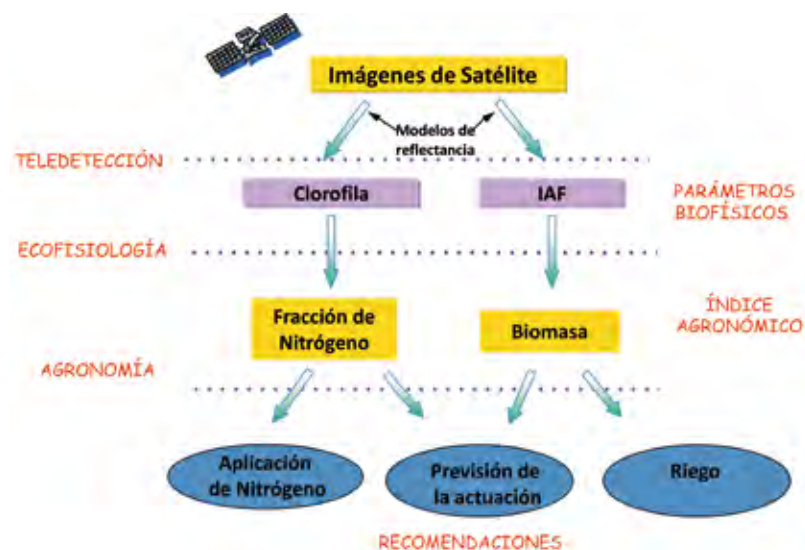 Imágenes de Satélite
Modelos de
reflectancia
TELEDETECCIÓN
Clorofila
IAF
PARÁMETROS
BIOFÍSICOS
ECOFISIOLOGÍA
Fracción de
Nitrógeno
Biomasa
ÍNDICE
AGRONÓMICO
AGRONOMÍA
Aplicación
de Nitrógeno
Previsión de
la actuación
Riego
RECOMENDACIONES